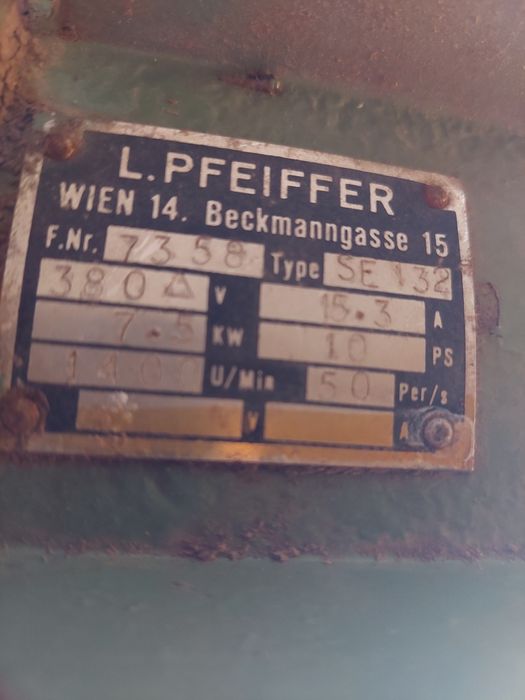 L.PFEIFFER
WIEN 14. Beckmanngasse 15
F.Nr. 7358 Type SE 132
380 Δ V 15.3 A
7.5 KW 10 PS
1400 U/Min 50 Per/s
V A